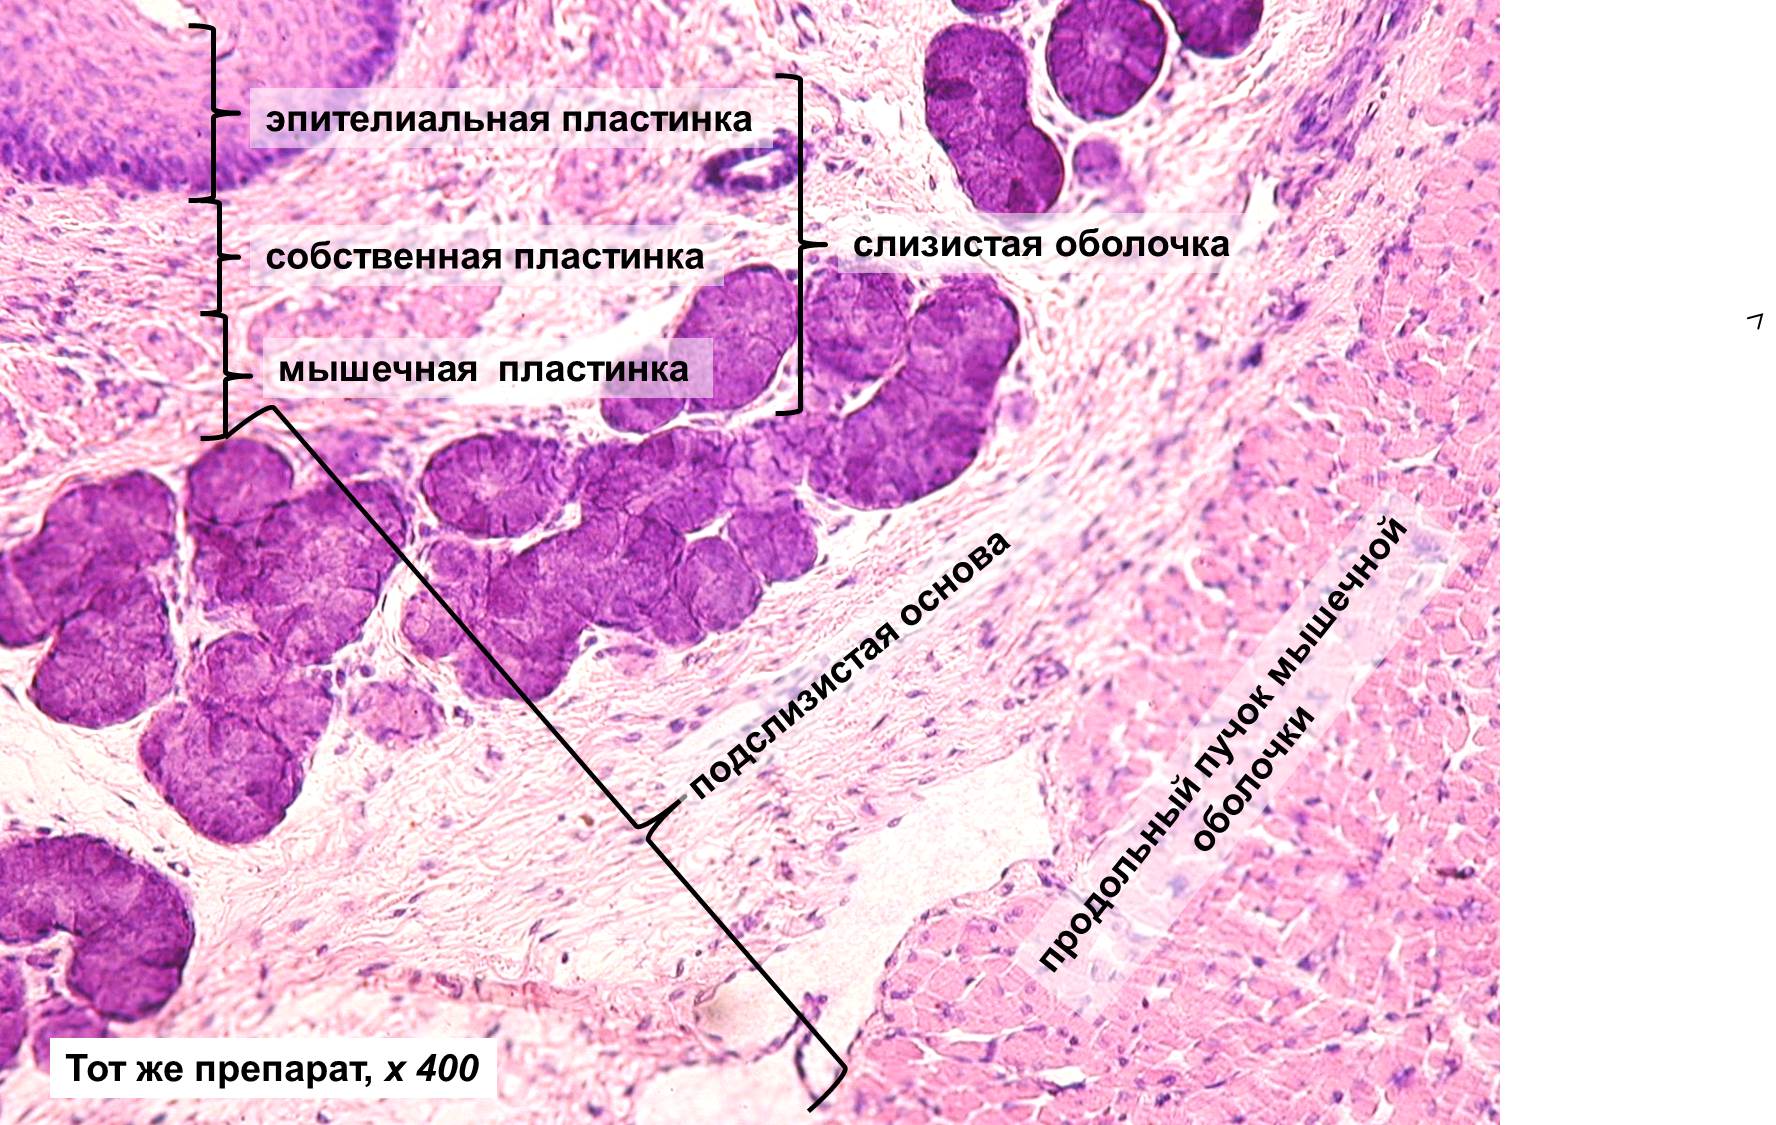 эпителиальная пластинка
собственная пластинка
слизистая оболочка
мышечная пластинка
подслизистая основа
продольный пучок мышечной
оболочки
Тот же препарат, х 400